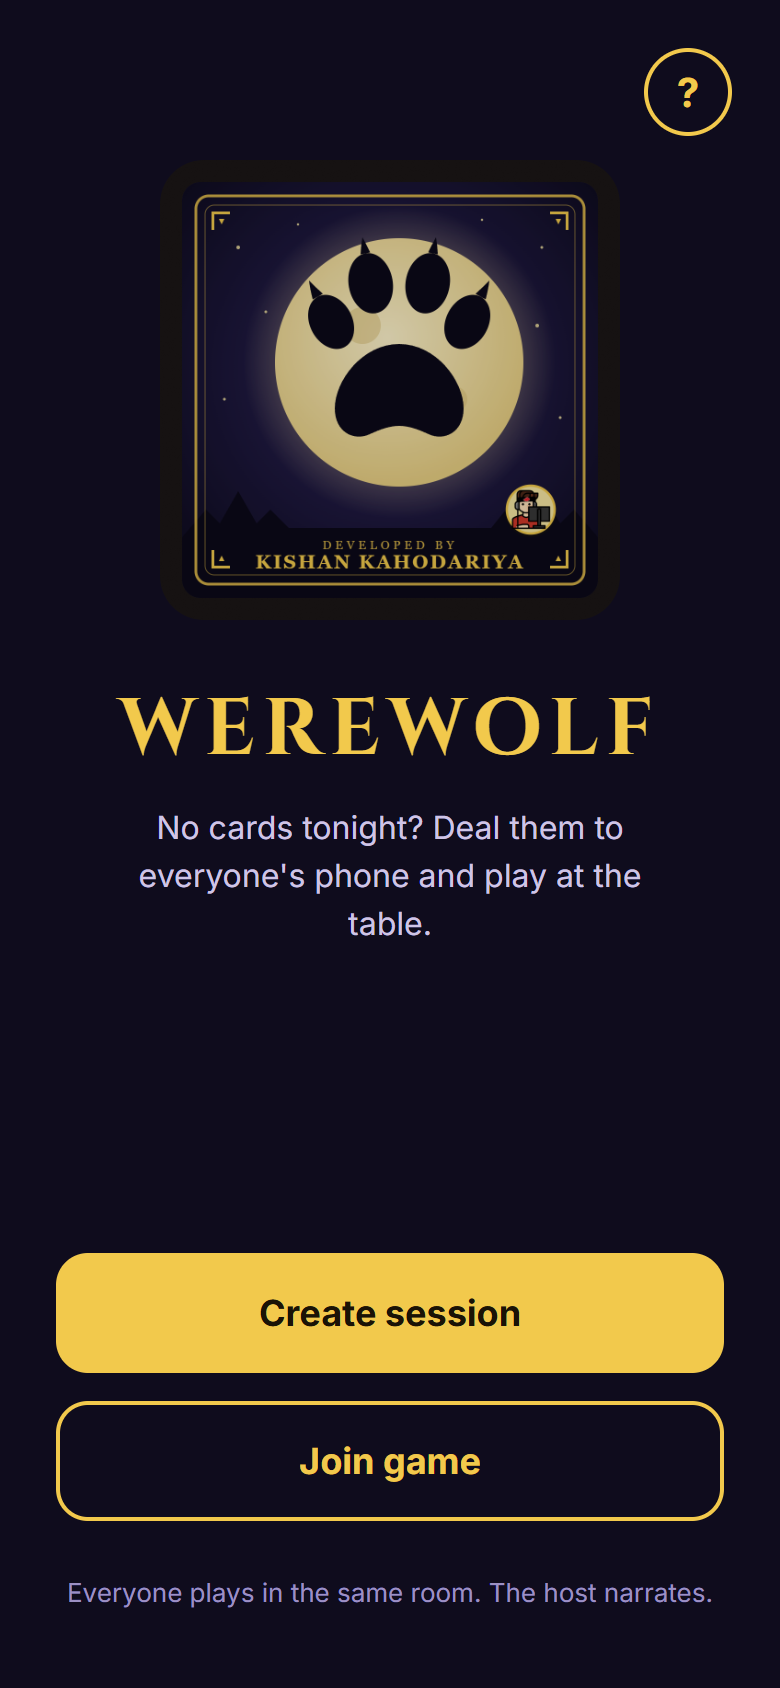 ?
DEVELOPED BY
KISHAN KAHODARIYA
WEREWOLF
No cards tonight? Deal them to
everyone's phone and play at the
table.
Create session
Join game
Everyone plays in the same room. The host narrates.